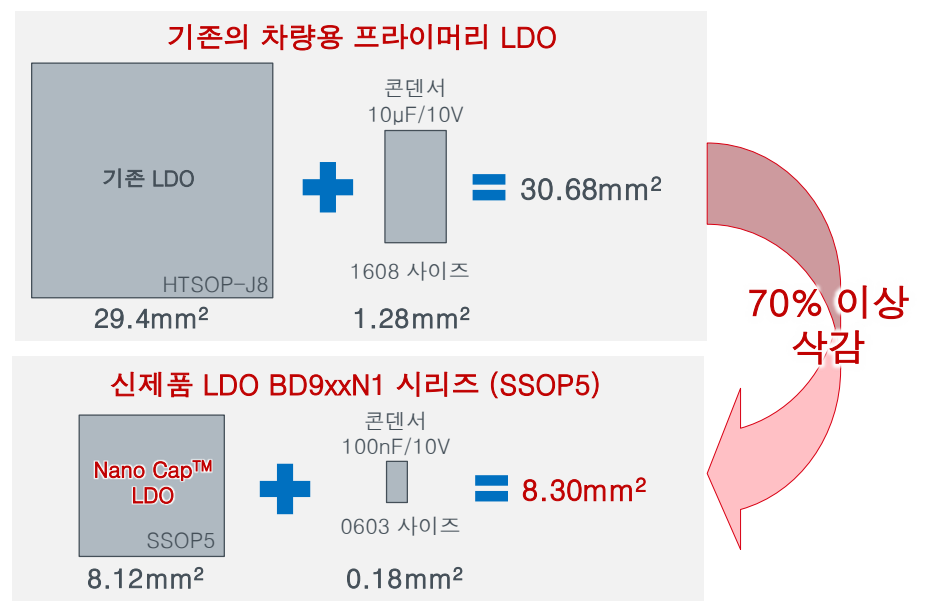 기존의 차량용 프라이머리 LDO
콘덴서
10μF/10V
기존 LDO
30.68mm²
HTSOP-J8
1608 사이즈
29.4mm²
1.28mm²
70% 이상
삭감
신제품 LDO BD9xxN1 시리즈 (SSOP5)
콘덴서
100nF/10V
Nano Cap™
LDO
8.30mm²
SSOP5
0603 사이즈
8.12mm²
0.18mm²